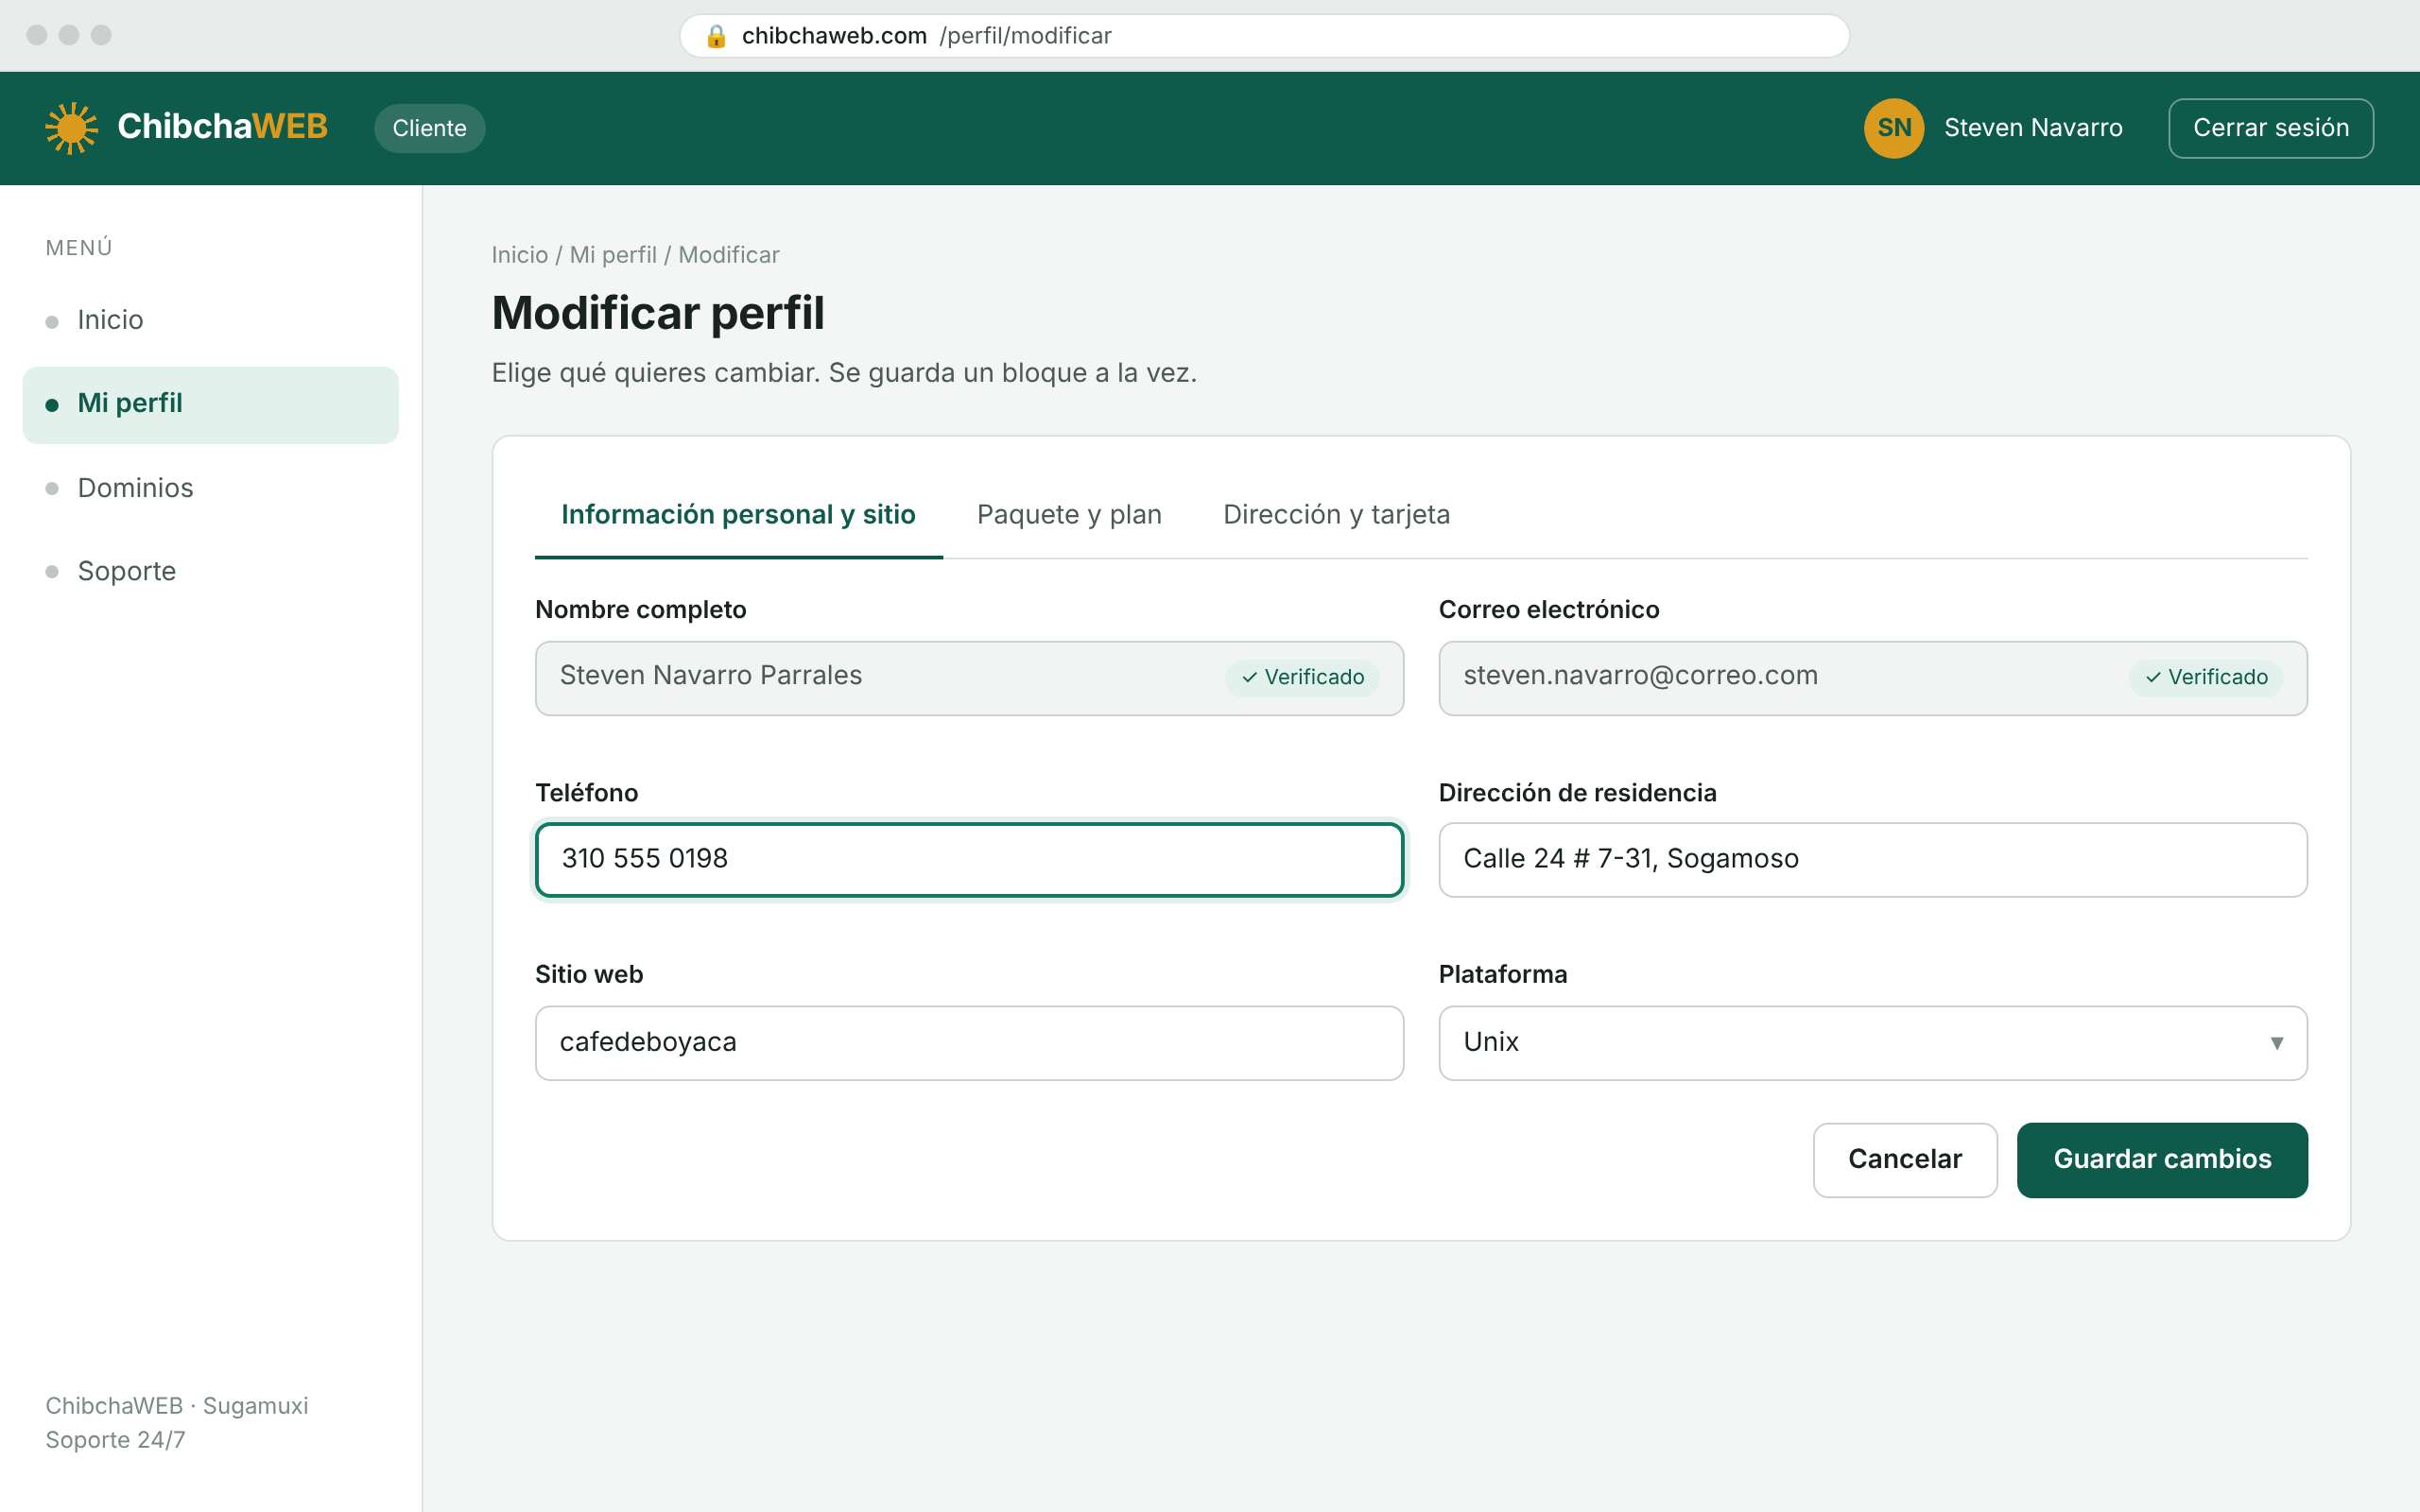 chibchaweb.com /perfil/modificar
ChibchaWEB
Cliente
SN
Steven Navarro
Cerrar sesión
MENÚ
Inicio
Mi perfil
Dominios
Soporte
ChibchaWEB · Sugamuxi
Soporte 24/7
Inicio / Mi perfil / Modificar
Modificar perfil
Elige qué quieres cambiar. Se guarda un bloque a la vez.
Información personal y sitio
Paquete y plan
Dirección y tarjeta
Nombre completo
Steven Navarro Parrales
✓ Verificado
Correo electrónico
steven.navarro@correo.com
✓ Verificado
Teléfono
310 555 0198
Dirección de residencia
Calle 24 # 7-31, Sogamoso
Sitio web
cafedeboyaca
Plataforma
Unix
Cancelar
Guardar cambios